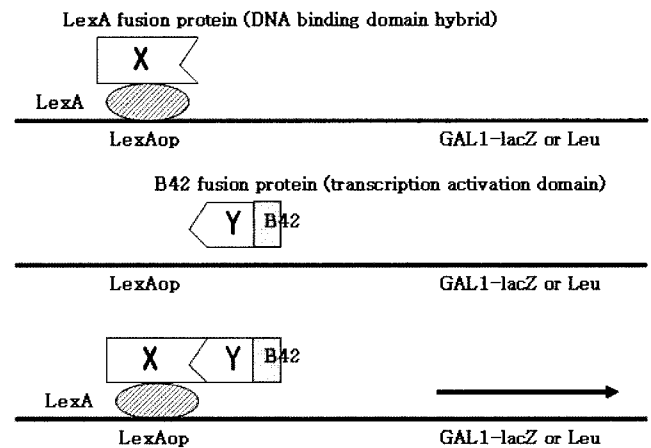 LexA fusion protein (DNA binding domain hybrid)
X
LexA
LexAop GAL1-lacZ or Leu
B42 fusion protein (transcription activation domain)
Y B42
LexAop GAL1-lacZ or Leu
X Y B42
LexA
LexAop GAL1-lacZ or Leu